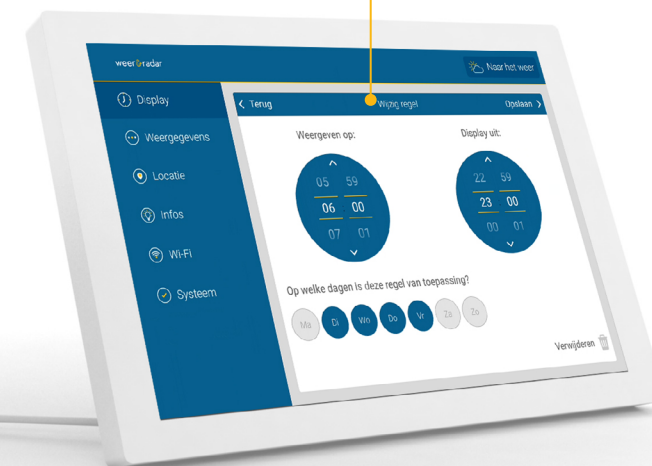 weer&radar
Naar het weer
Display
Weergegevens
Locatie
Infos
Wi-Fi
Systeem
Terug
Wijzig regel
Opslaan
Weergeven op:
Display uit:
05 59
06 00
07 01
22 59
23 00
00 01
Op welke dagen is deze regel van toepassing?
Ma Di Wo Do Vr Za Zo
Verwijderen